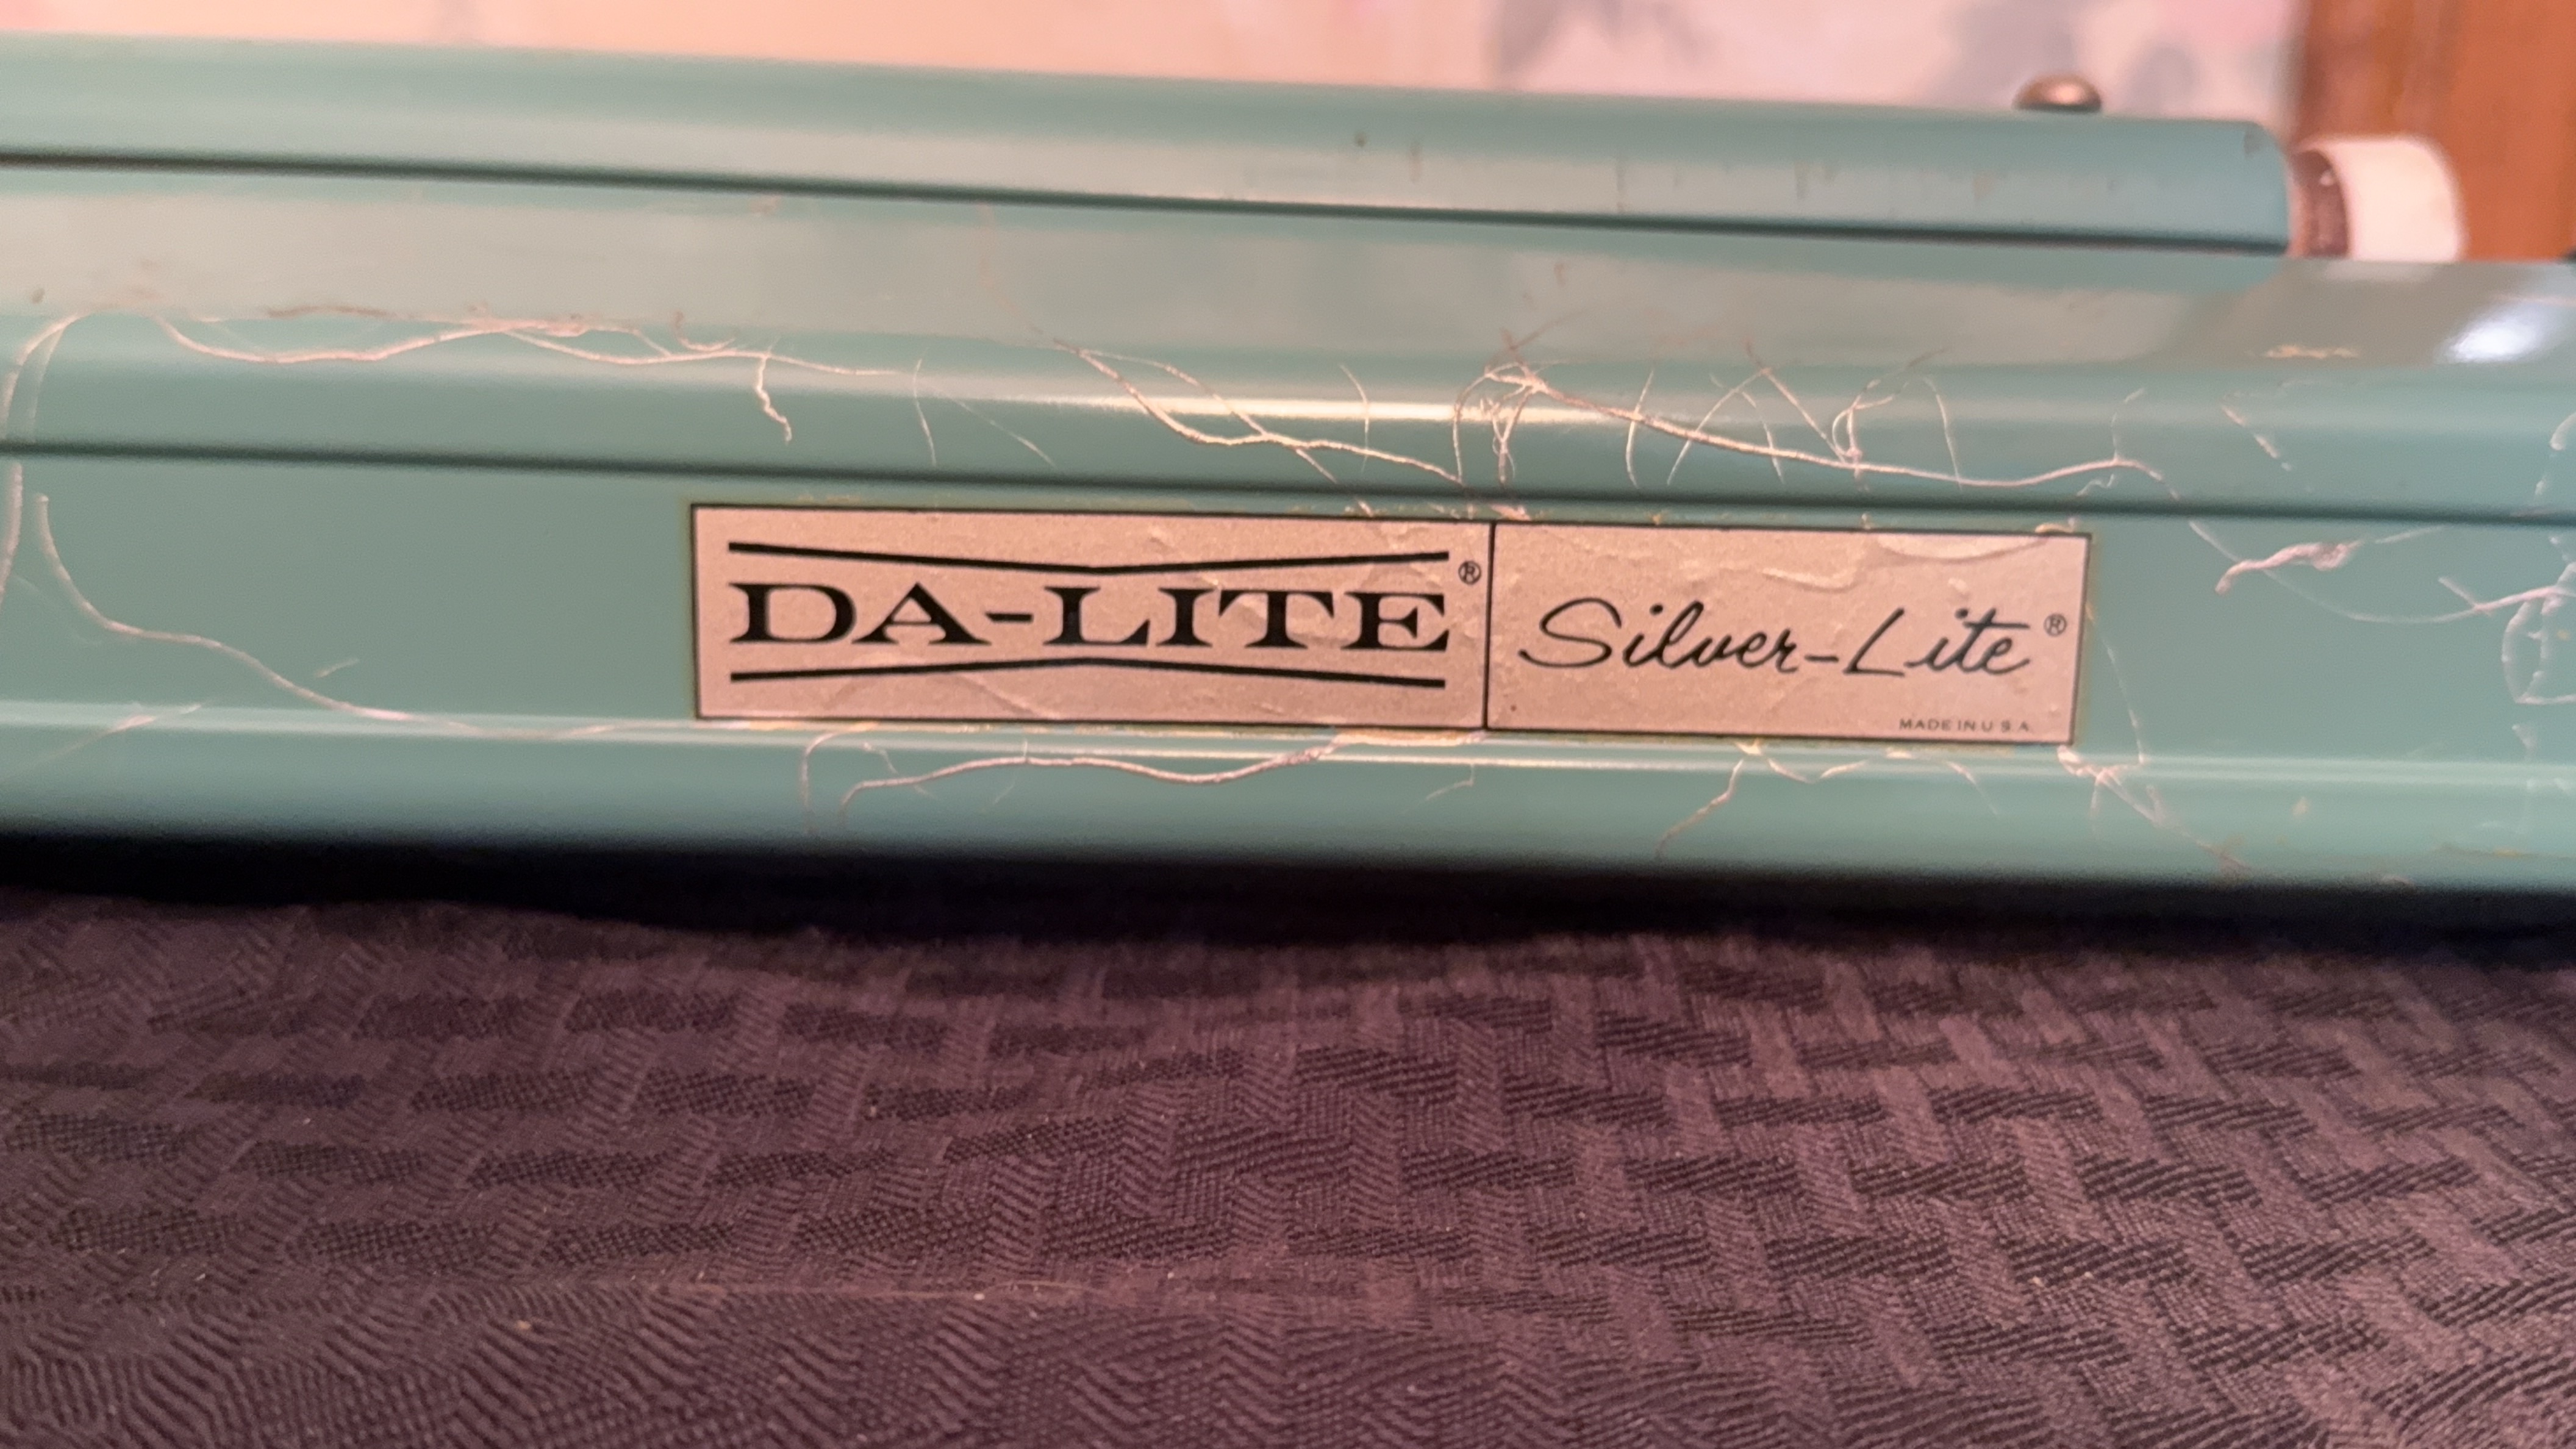 DA-LITE®
Silver-Lite®
MADE IN U S A